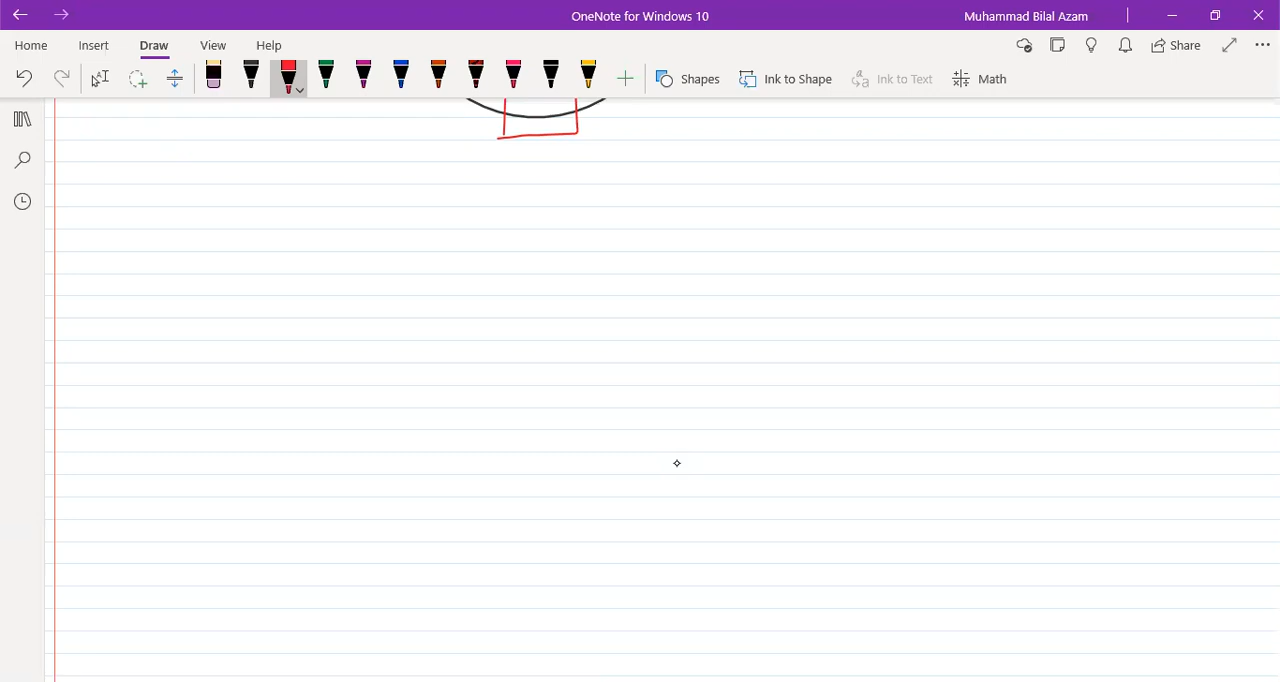 OneNote for Windows 10
Muhammad Bilal Azam
Home Insert Draw View Help
Share
Shapes Ink to Shape Ink to Text Math